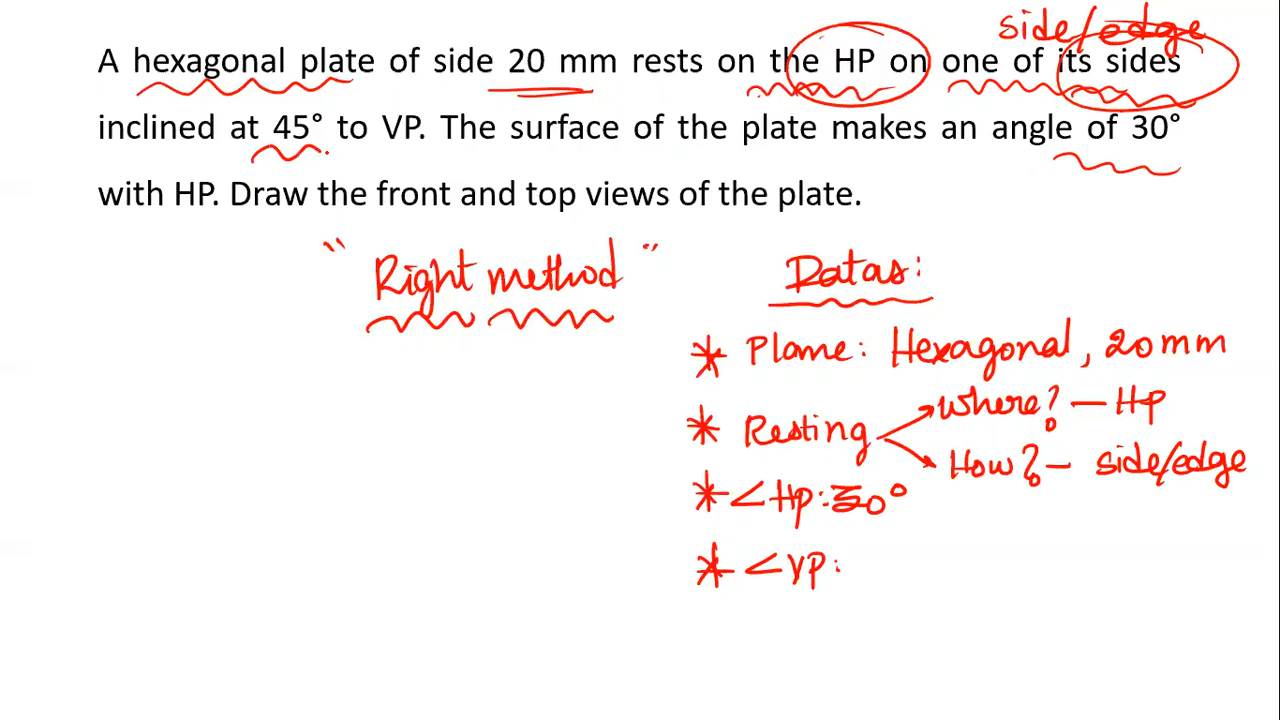 side/edge
A hexagonal plate of side 20 mm rests on the HP on one of its sides
inclined at 45° to VP. The surface of the plate makes an angle of 30°
with HP. Draw the front and top views of the plate.
"Right method"
Datas:
* Plane: Hexagonal, 20mm
* Resting
Where? – HP
How? – side/edge
* <Hp: 30°
* <VP: